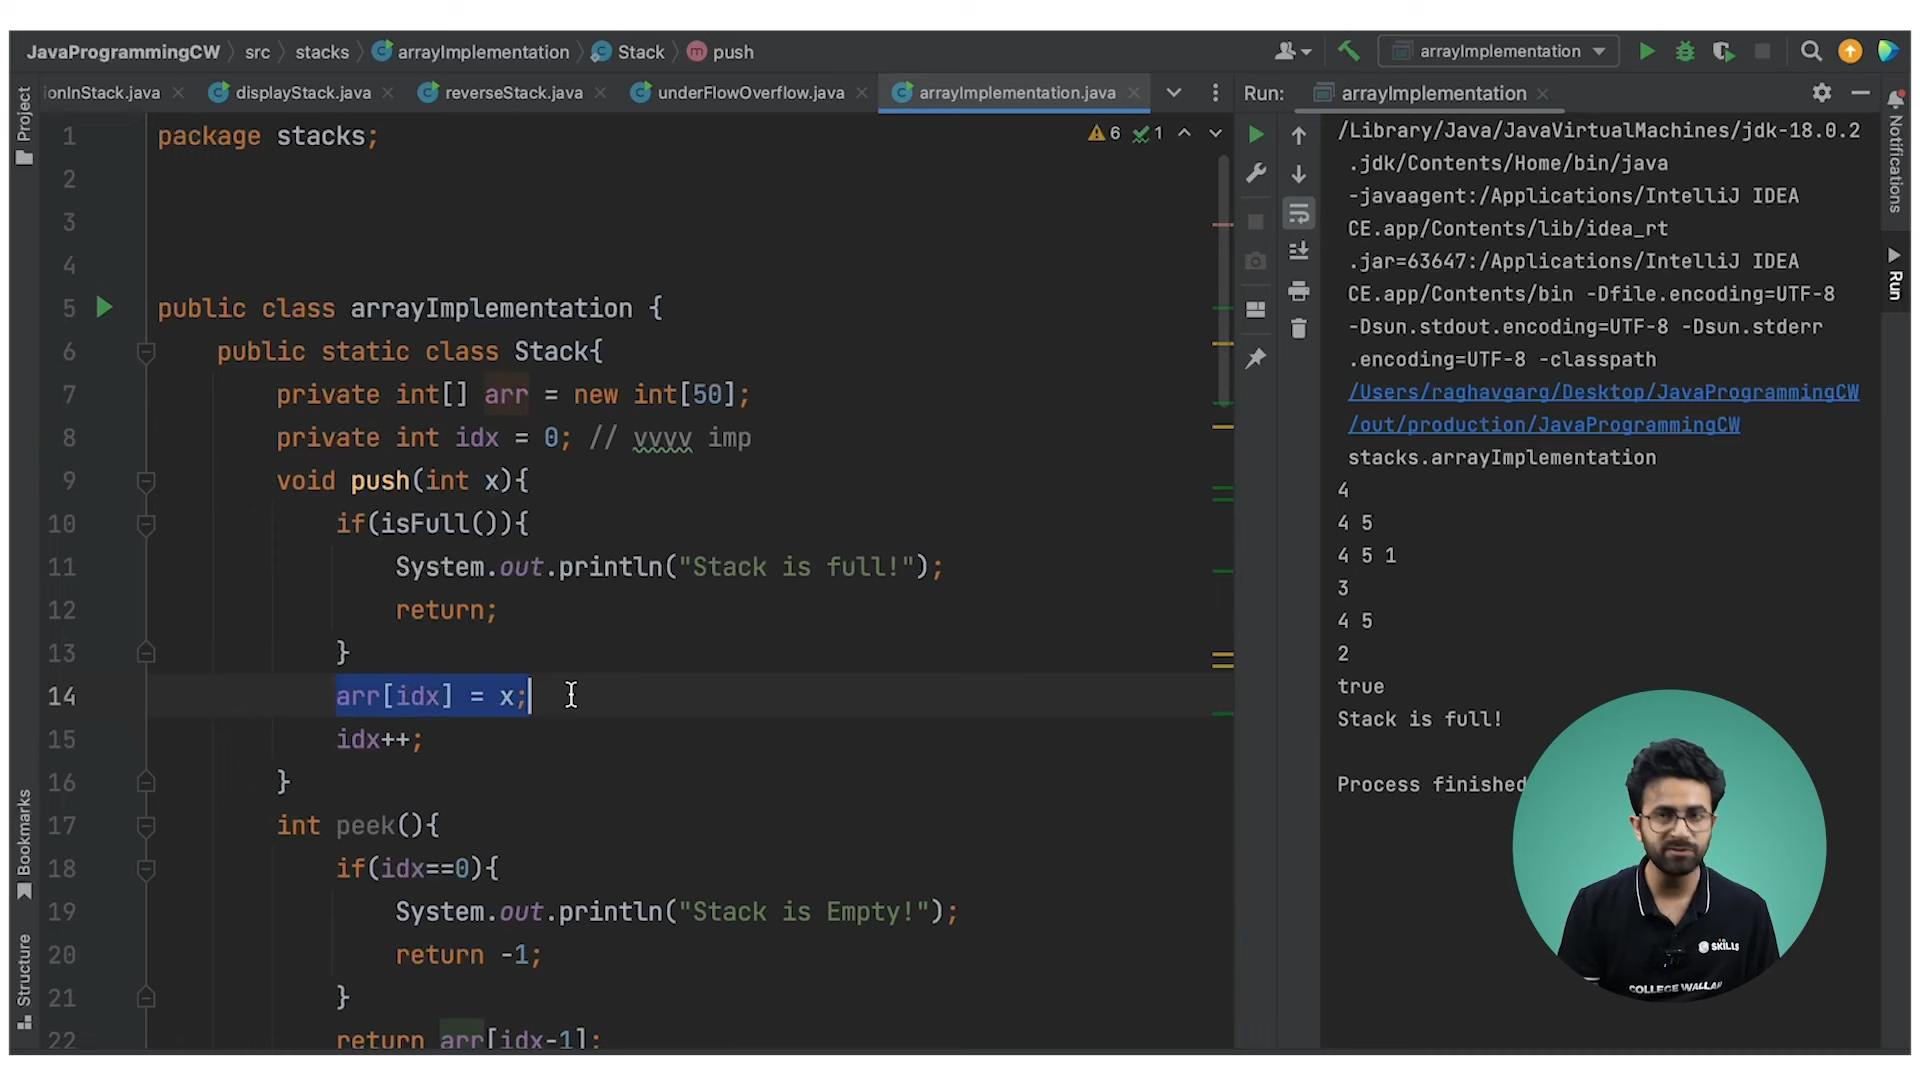 JavaProgrammingCW src stacks arrayImplementation Stack push
arrayImplementation
ionInStack.java displayStack.java reverseStack.java underFlowOverflow.java arrayImplementation.java
Run: arrayImplementation
Project
Bookmarks
Structure
6 1
1 package stacks;
2
3
4
5 public class arrayImplementation {
6 public static class Stack{
7 private int[] arr = new int[50];
8 private int idx = 0; // vvvv imp
9 void push(int x){
10 if(isFull()){
11 System.out.println("Stack is full!");
12 return;
13 }
14 arr[idx] = x;
15 idx++;
16 }
17 int peek(){
18 if(idx==0){
19 System.out.println("Stack is Empty!");
20 return -1;
21 }
22 return arr[idx-1];
/Library/Java/JavaVirtualMachines/jdk-18.0.2
.jdk/Contents/Home/bin/java
-javaagent:/Applications/IntelliJ IDEA
CE.app/Contents/lib/idea_rt
.jar=63647:/Applications/IntelliJ IDEA
CE.app/Contents/bin -Dfile.encoding=UTF-8
-Dsun.stdout.encoding=UTF-8 -Dsun.stderr
.encoding=UTF-8 -classpath
/Users/raghavgarg/Desktop/JavaProgrammingCW
/out/production/JavaProgrammingCW
stacks.arrayImplementation
4
4 5
4 5 1
3
4 5
2
true
Stack is full!
Process finished
Notifications
Run
SKILLS
COLLEGE WALLAH